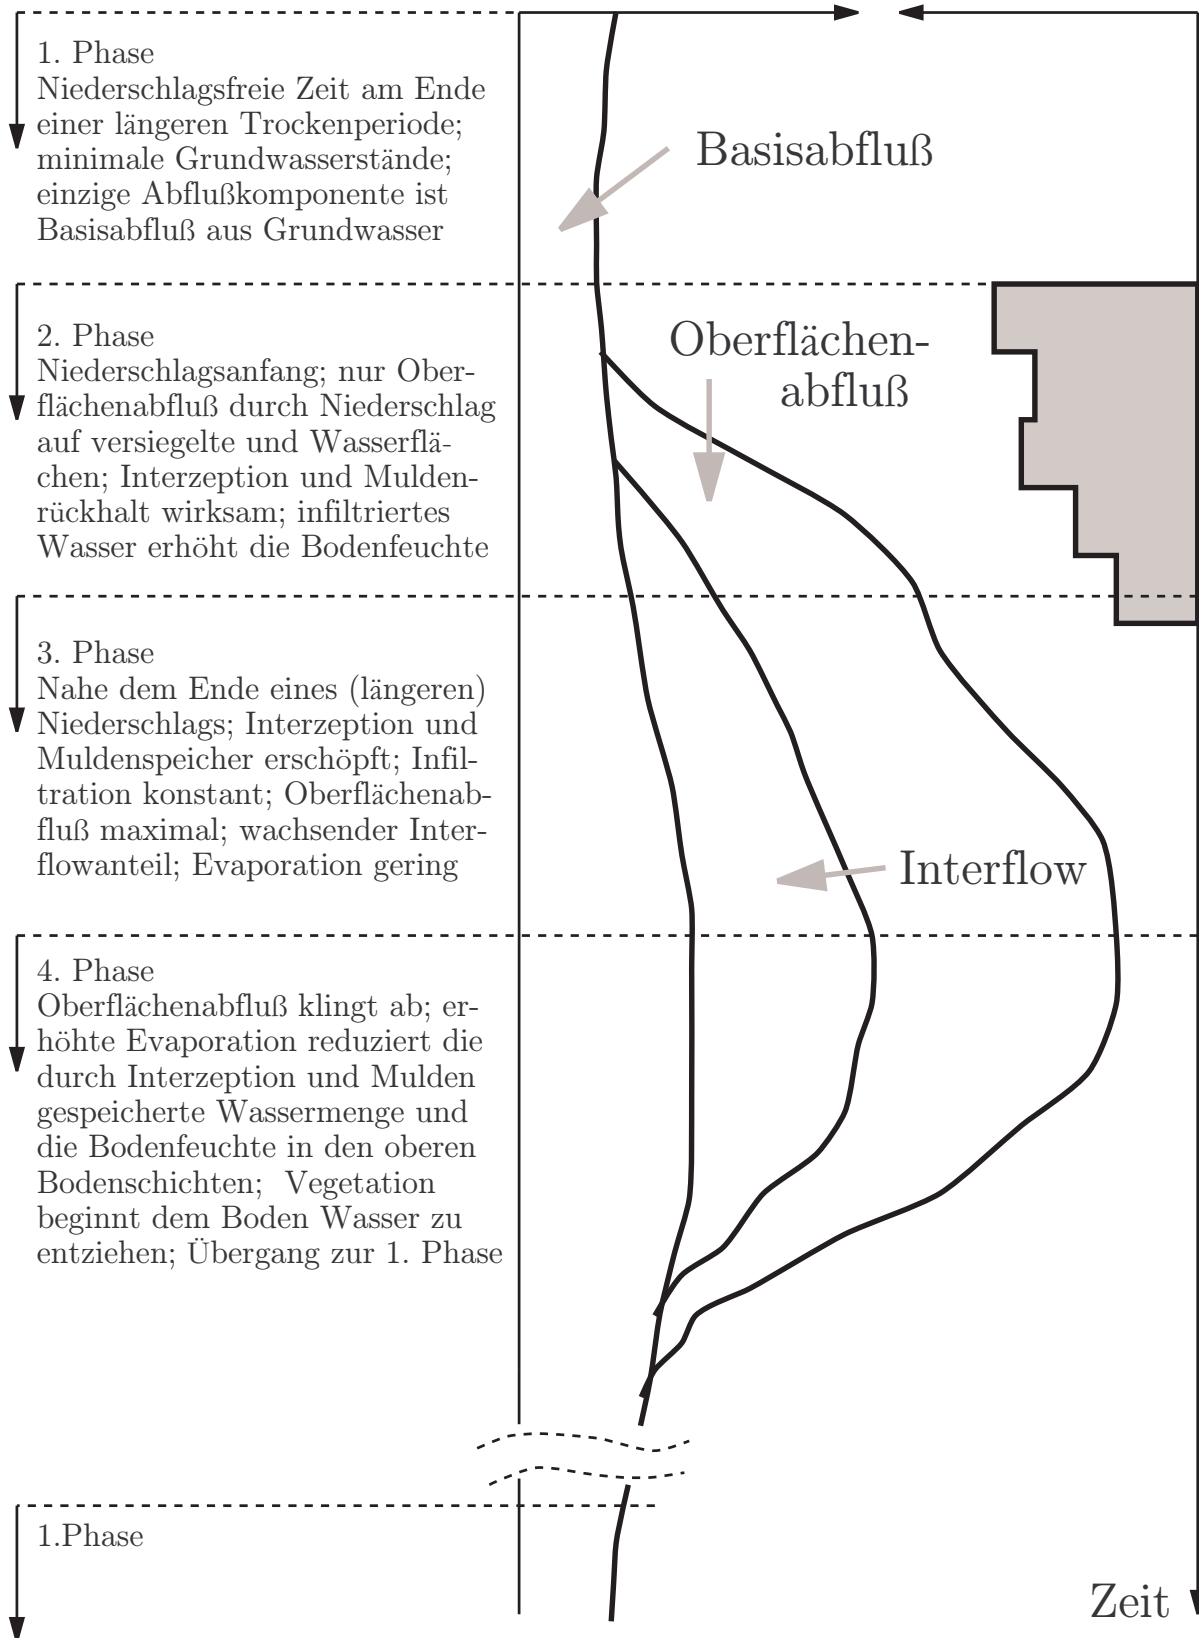 1. Phase
Niederschlagsfreie Zeit am Ende
einer längeren Trockenperiode;
minimale Grundwasserstände;
einzige Abflußkomponente ist
Basisabfluß aus Grundwasser
Basisabfluß
2. Phase
Niederschlagsanfang; nur Ober-
flächenabfluß durch Niederschlag
auf versiegelte und Wasserflä-
chen; Interzeption und Mulden-
rückhalt wirksam; infiltriertes
Wasser erhöht die Bodenfeuchte
Oberflächen-
abfluß
3. Phase
Nahe dem Ende eines (längeren)
Niederschlags; Interzeption und
Muldenspeicher erschöpft; Infil-
tration konstant; Oberflächenab-
fluß maximal; wachsender Inter-
flowanteil; Evaporation gering
Interflow
4. Phase
Oberflächenabfluß klingt ab; er-
höhte Evaporation reduziert die
durch Interzeption und Mulden
gespeicherte Wassermenge und
die Bodenfeuchte in den oberen
Bodenschichten; Vegetation
beginnt dem Boden Wasser zu
entziehen; Übergang zur 1. Phase
1.Phase
Zeit